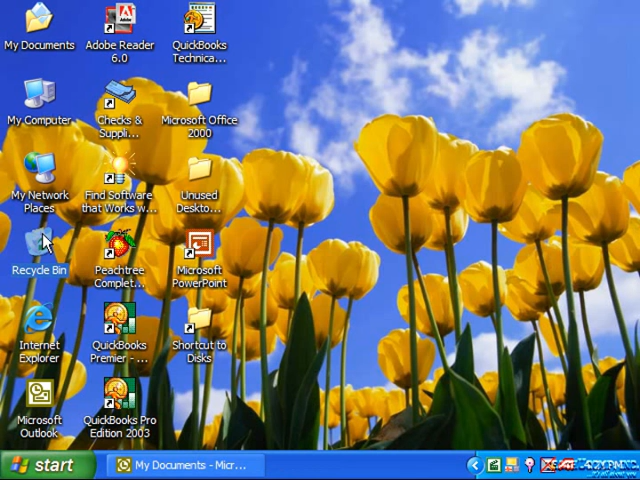 My Documents
Adobe Reader
6.0
QuickBooks
Technica...
My Computer
Checks &
Suppli...
Microsoft Office
2000
My Network
Places
Find Software
that Works w...
Unused
Deskto...
Recycle Bin
Peachtree
Complet...
Microsoft
PowerPoint
Internet
Explorer
QuickBooks
Premier - ...
Shortcut to
Disks
Microsoft
Outlook
QuickBooks Pro
Edition 2003
start
My Documents - Micr...